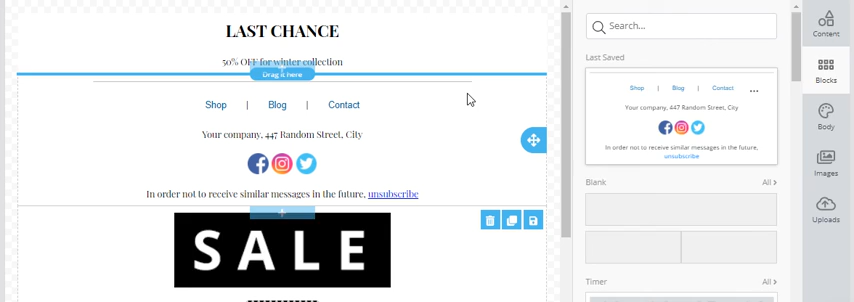 LAST CHANCE
50% OFF for winter collection
Drag it here
Shop | Blog | Contact
Your company, 447 Random Street, City
In order not to receive similar messages in the future, unsubscribe
SALE
Search...
Last Saved
Shop | Blog | Contact ...
Your company, 447 Random Street, City
In order not to receive similar messages in the future,
unsubscribe
Blank All >
Timer All >
Content
Blocks
Body
Images
Uploads